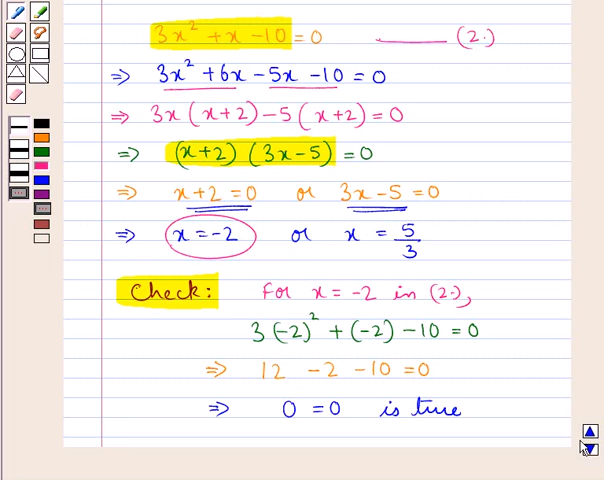 3x² + x - 10 = 0 ——— (2.)
⇒ 3x² + 6x - 5x - 10 = 0
⇒ 3x (x+2) - 5 (x+2) = 0
⇒ (x+2) (3x-5) = 0
⇒ x+2 = 0 or 3x-5 = 0
⇒ x = -2 or x = 5/3
Check: For x = -2 in (2.),
3(-2)² + (-2) - 10 = 0
⇒ 12 - 2 - 10 = 0
⇒ 0 = 0 is true